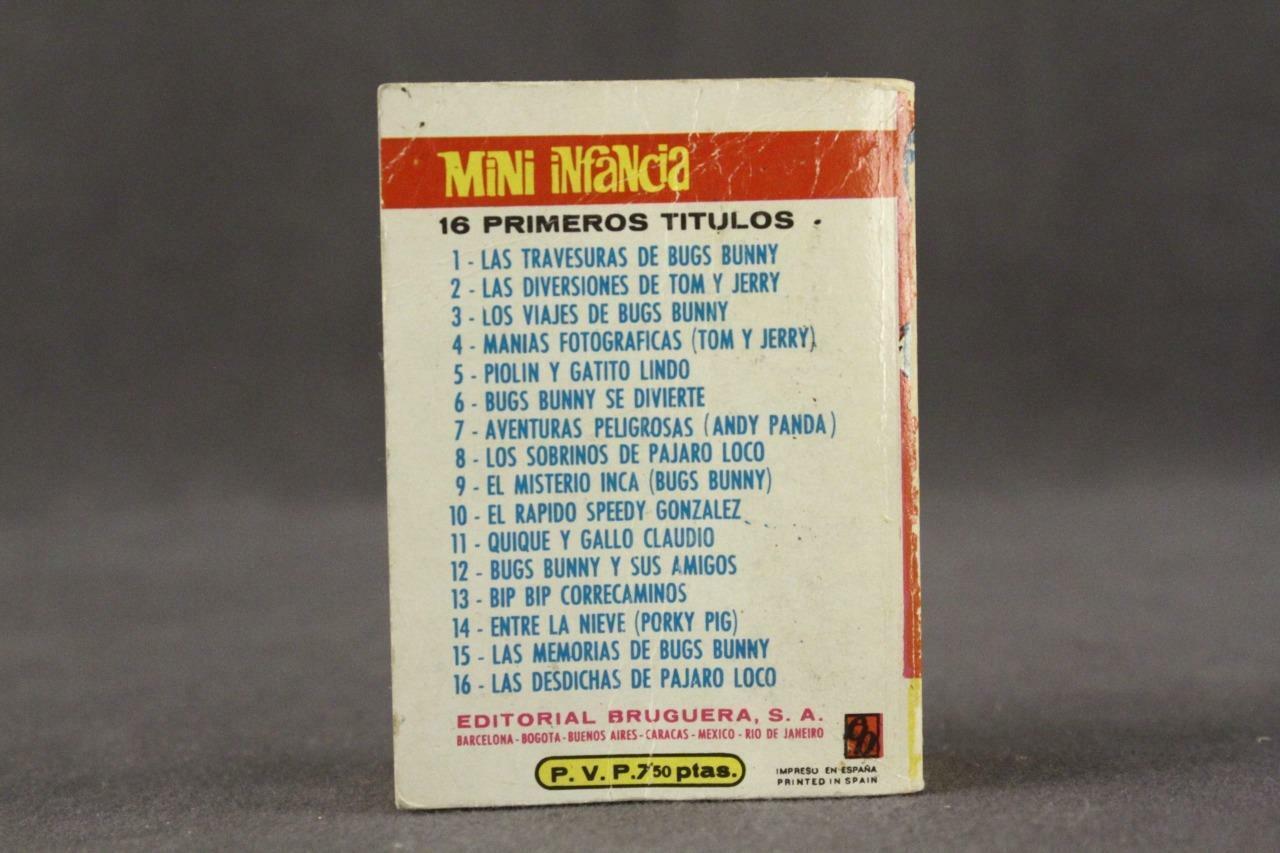 MiNi iNfaNcia
16 PRIMEROS TITULOS
1 - LAS TRAVESURAS DE BUGS BUNNY
2 - LAS DIVERSIONES DE TOM Y JERRY
3 - LOS VIAJES DE BUGS BUNNY
4 - MANIAS FOTOGRAFICAS (TOM Y JERRY)
5 - PIOLIN Y GATITO LINDO
6 - BUGS BUNNY SE DIVIERTE
7 - AVENTURAS PELIGROSAS (ANDY PANDA)
8 - LOS SOBRINOS DE PAJARO LOCO
9 - EL MISTERIO INCA (BUGS BUNNY)
10 - EL RAPIDO SPEEDY GONZALEZ
11 - QUIQUE Y GALLO CLAUDIO
12 - BUGS BUNNY Y SUS AMIGOS
13 - BIP BIP CORRECAMINOS
14 - ENTRE LA NIEVE (PORKY PIG)
15 - LAS MEMORIAS DE BUGS BUNNY
16 - LAS DESDICHAS DE PAJARO LOCO
EDITORIAL BRUGUERA, S. A.
BARCELONA - BOGOTA - BUENOS AIRES - CARACAS - MEXICO - RIO DE JANEIRO
P. V. P. 7'50 ptas.
IMPRESO EN ESPAÑA
PRINTED IN SPAIN